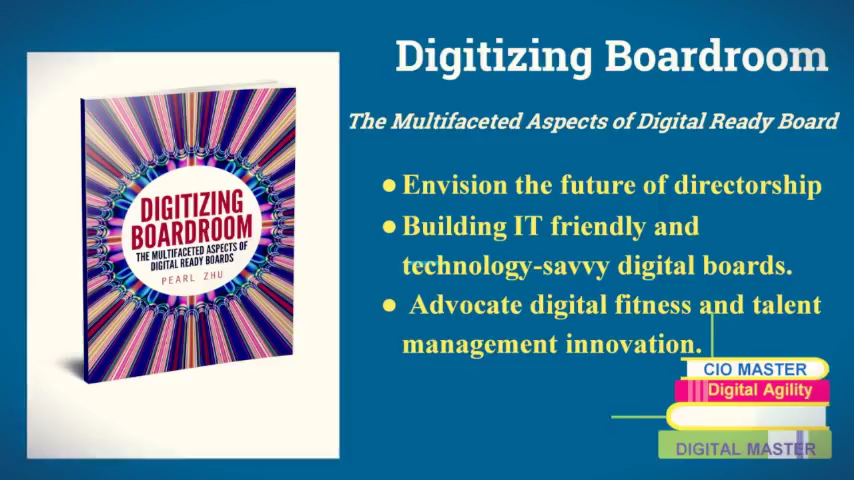 Digitizing Boardroom
The Multifaceted Aspects of Digital Ready Board
● Envision the future of directorship
● Building IT friendly and
technology-savvy digital boards.
● Advocate digital fitness and talent
management innovation.
DIGITIZING
BOARDROOM
THE MULTIFACETED ASPECTS OF
DIGITAL READY BOARDS
PEARL ZHU
CIO MASTER
Digital Agility
DIGITAL MASTER